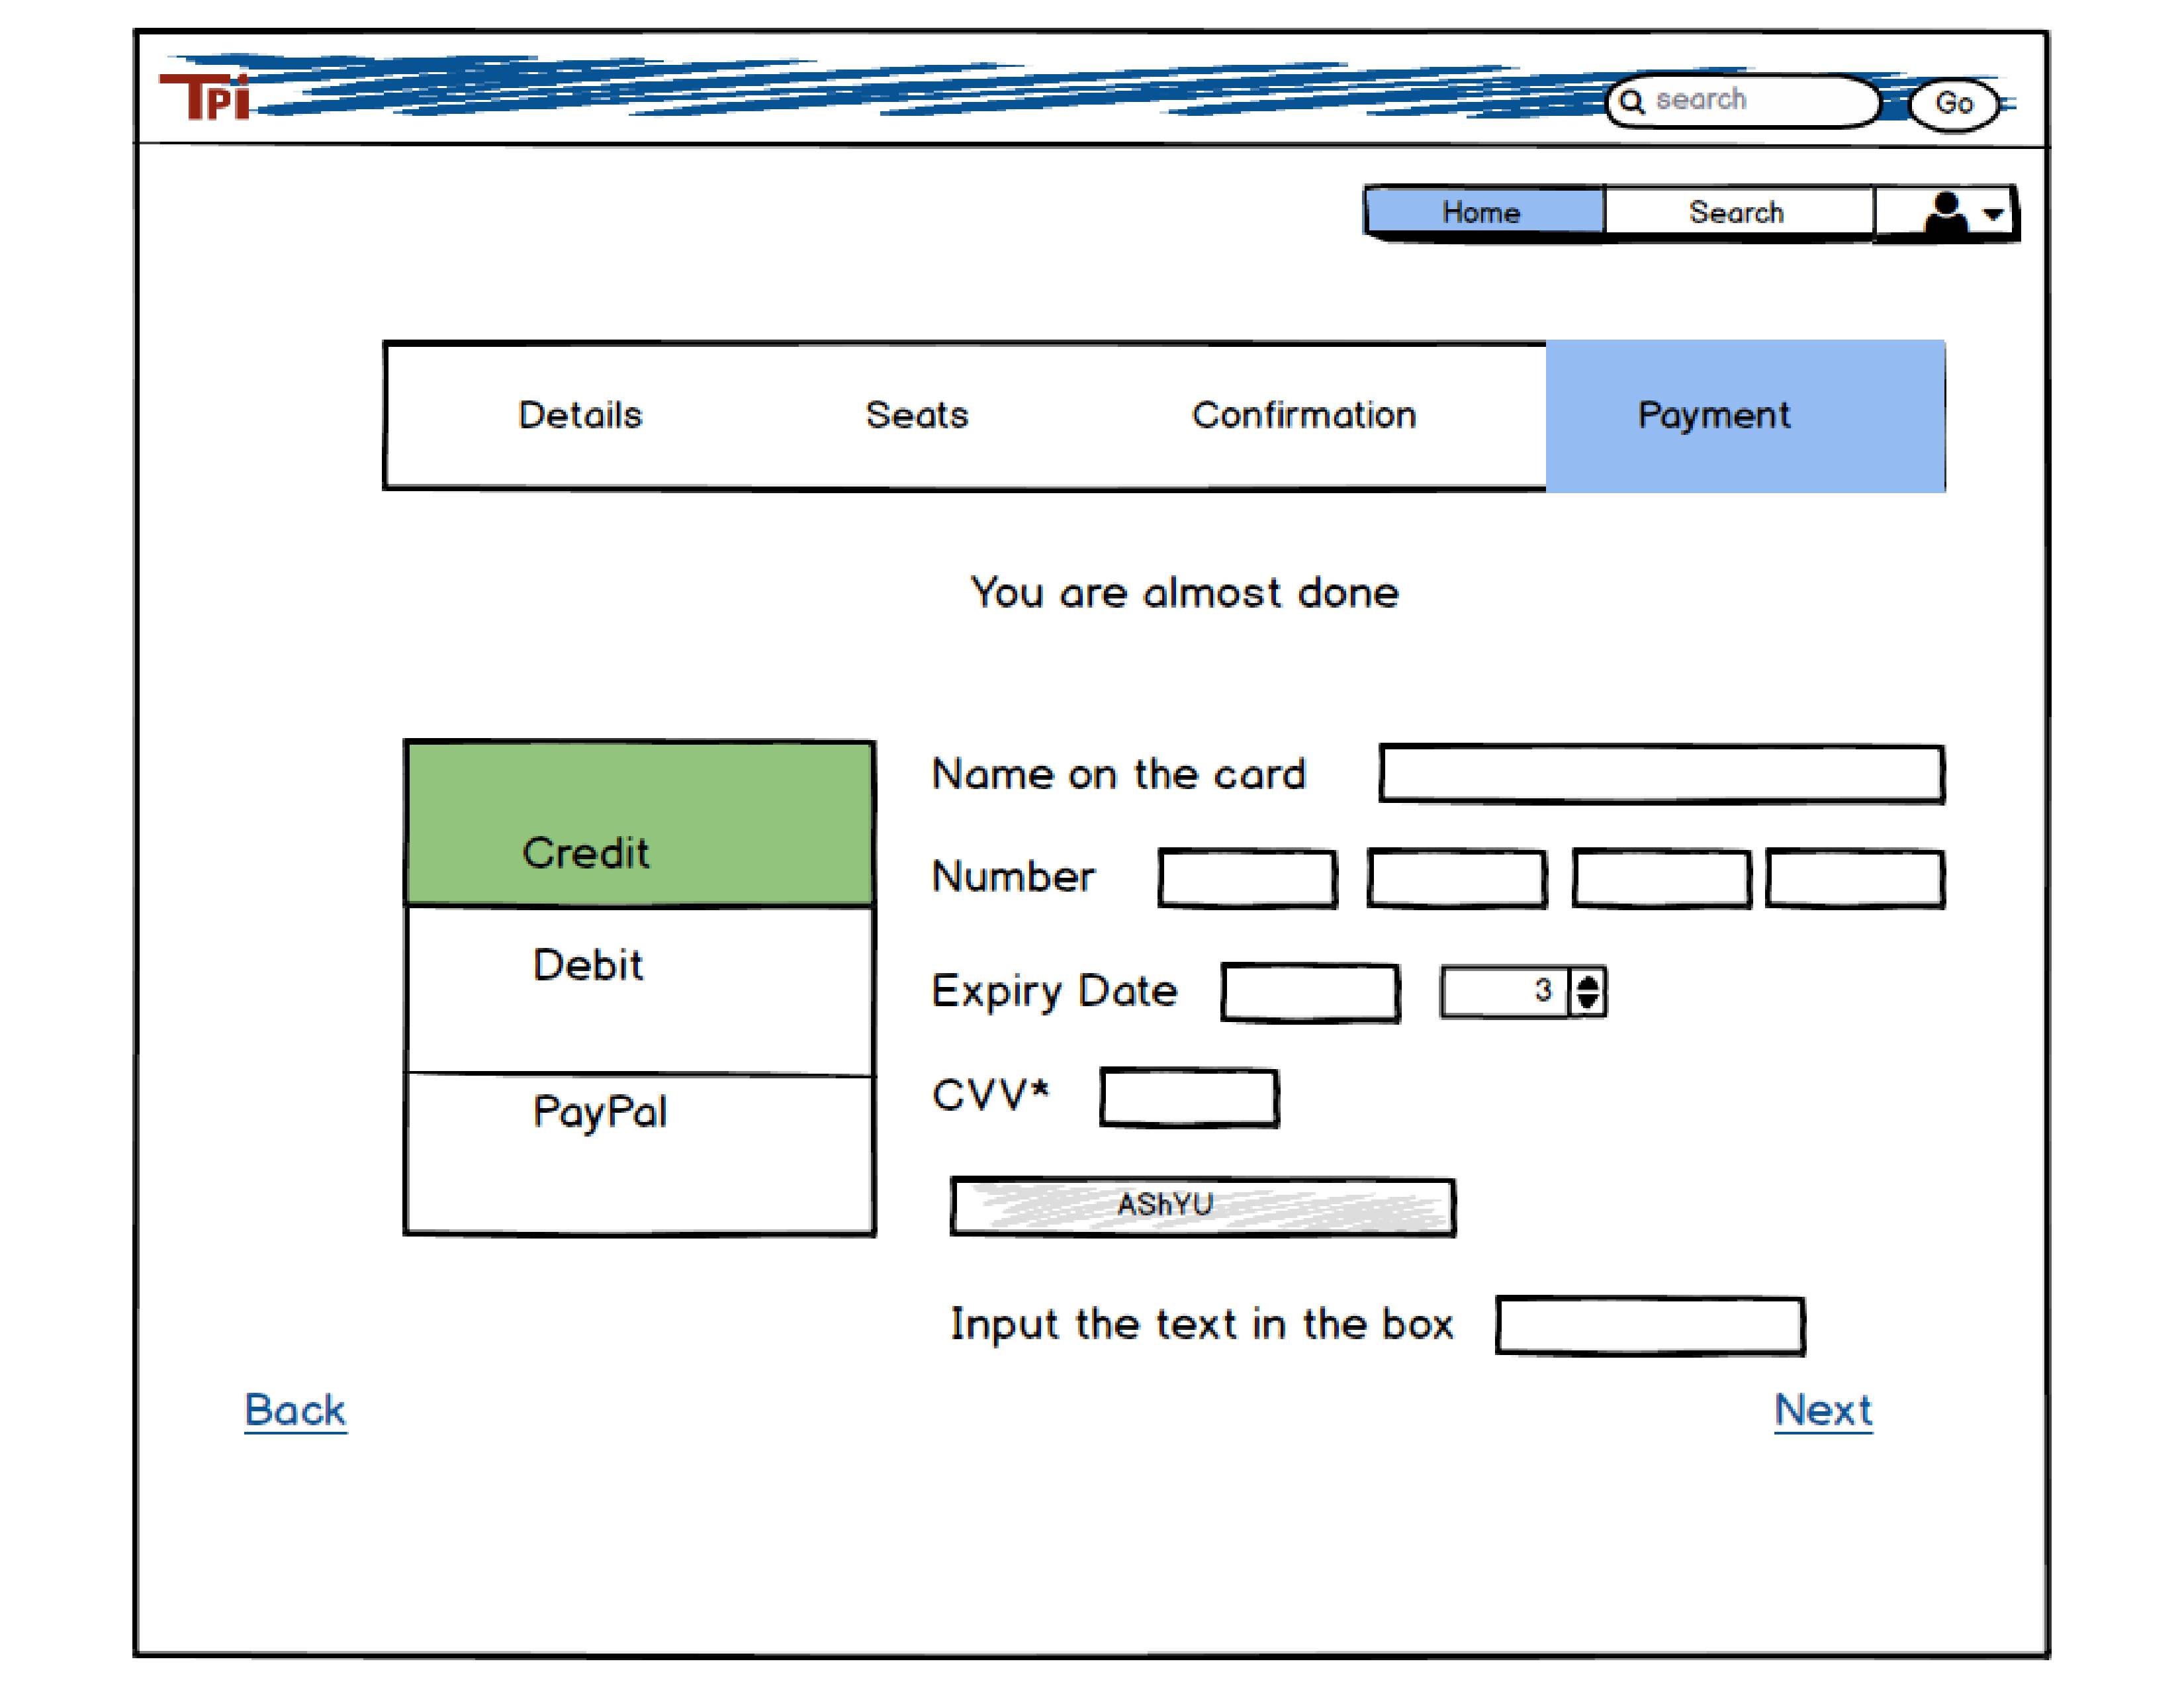 TPi
search Go
Home Search
Details Seats Confirmation Payment
You are almost done
Credit
Debit
PayPal
Name on the card
Number
Expiry Date 3
CVV*
AShYU
Input the text in the box
Back Next